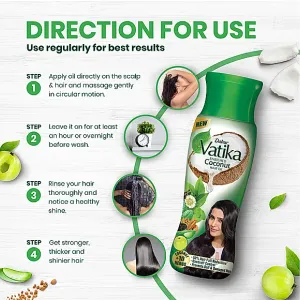 DIRECTION FOR USE
Use regularly for best results
STEP
1
Apply oil directly on the scalp
& hair and massage gently
in circular motion.
STEP
2
Leave it on for at least
an hour or overnight
before wash.
STEP
3
Rinse your hair
thoroughly and
notice a healthy
shine.
STEP
4
Get stronger,
thicker and
shinier hair
NEW
Dabur
Vatika
Coconut